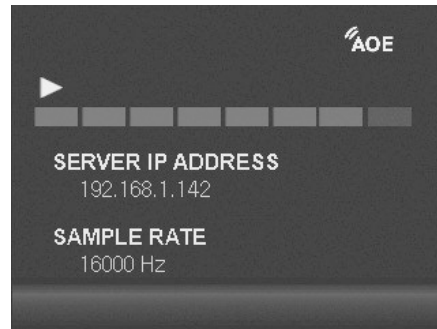 AOE
SERVER IP ADDRESS
192.168.1.142
SAMPLE RATE
16000 Hz